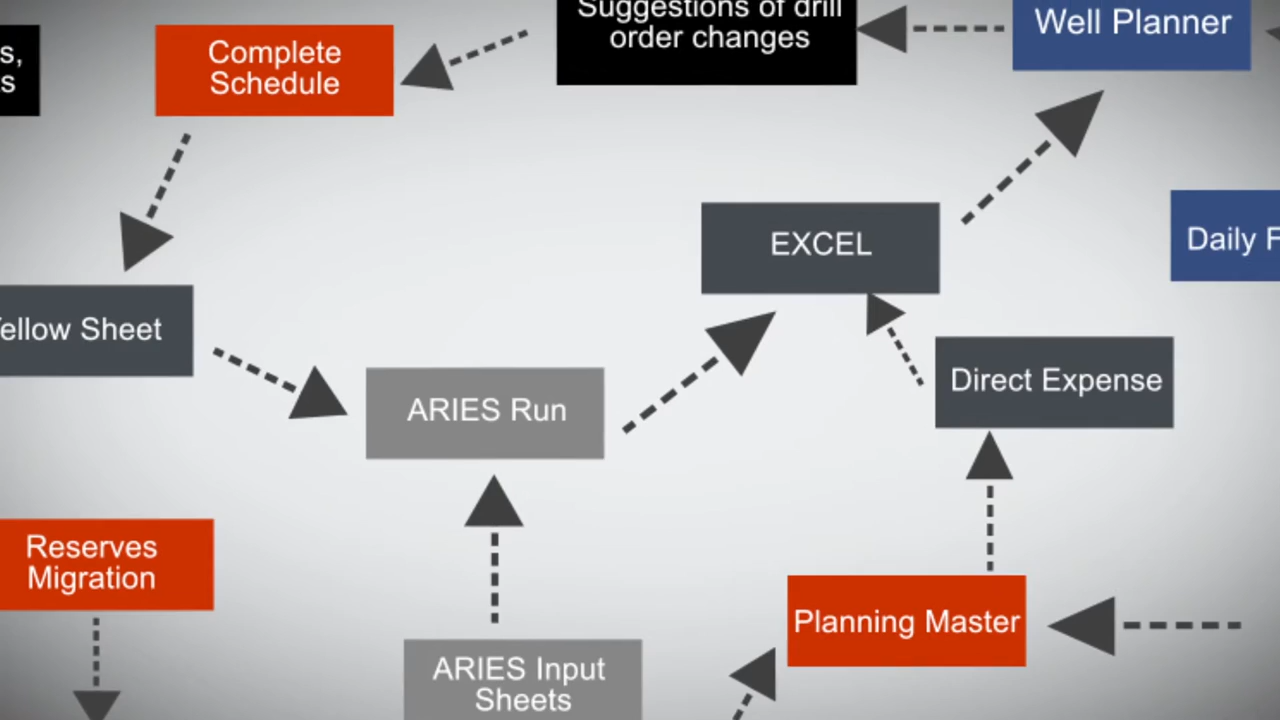 Suggestions of drill
order changes
Well Planner
Complete
Schedule
EXCEL
Daily
Sheet
Direct Expense
ARIES Run
Reserves
Migration
Planning Master
ARIES Input
Sheets